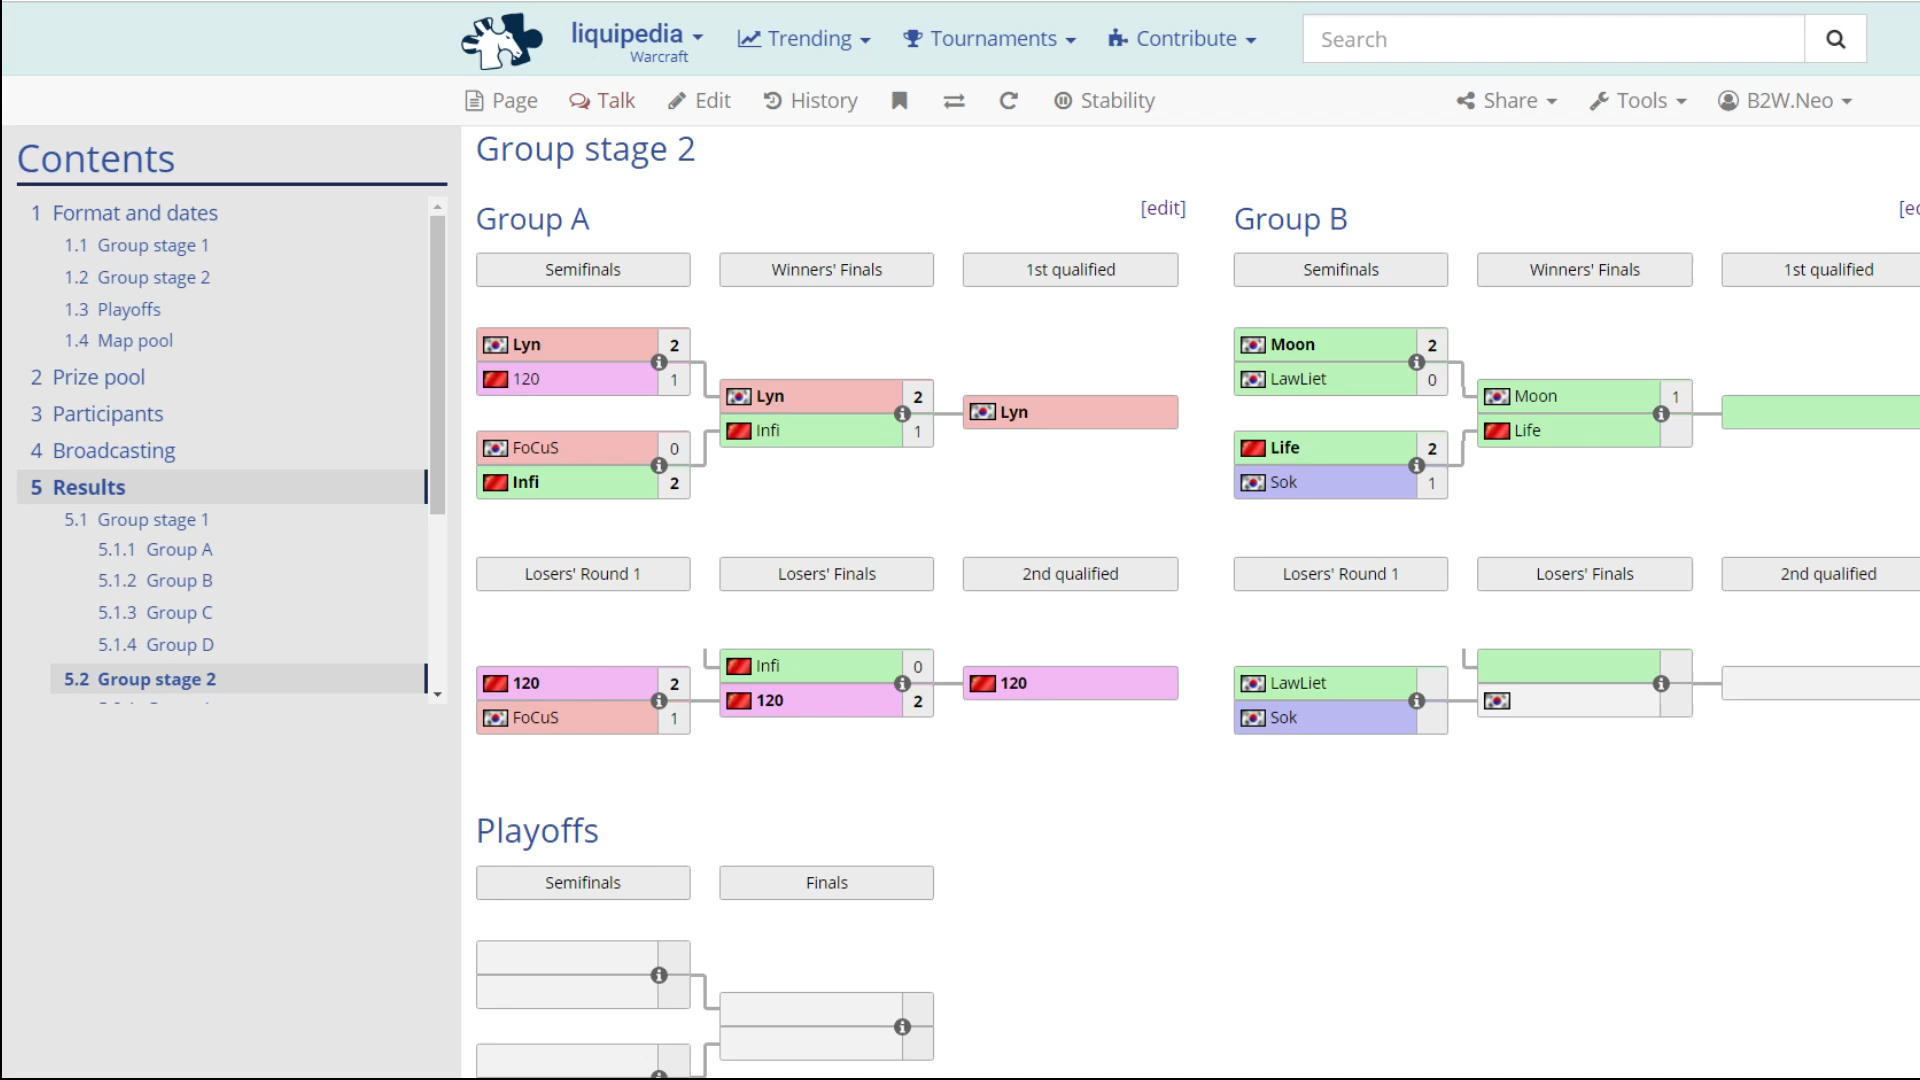 liquipedia
Warcraft
Trending
Tournaments
Contribute
Search
Page
Talk
Edit
History
Stability
Share
Tools
B2W.Neo
Contents
1 Format and dates
1.1 Group stage 1
1.2 Group stage 2
1.3 Playoffs
1.4 Map pool
2 Prize pool
3 Participants
4 Broadcasting
5 Results
5.1 Group stage 1
5.1.1 Group A
5.1.2 Group B
5.1.3 Group C
5.1.4 Group D
5.2 Group stage 2
Group stage 2
Group A
[edit]
Semifinals
Winners' Finals
1st qualified
Lyn 2
120 1
Lyn 2
Infi 1
Lyn
FoCuS 0
Infi 2
Losers' Round 1
Losers' Finals
2nd qualified
Infi 0
120 2
120 2
FoCuS 1
120
Group B
[ed
Semifinals
Winners' Finals
1st qualified
Moon 2
LawLiet 0
Moon 1
Life
Life 2
Sok 1
Losers' Round 1
Losers' Finals
2nd qualified
LawLiet
Sok
Playoffs
Semifinals
Finals